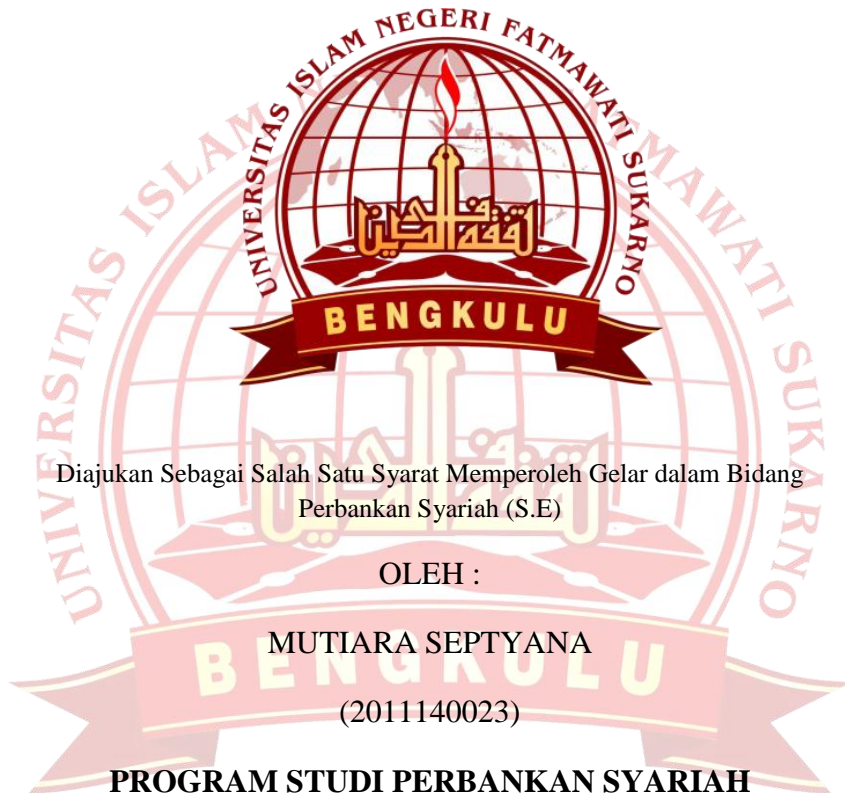 UNIVERSITAS ISLAM NEGERI FATMAWATI SUKARNO
BENGKULU
Diajukan Sebagai Salah Satu Syarat Memperoleh Gelar dalam Bidang
Perbankan Syariah (S.E)
OLEH :
MUTIARA SEPTYANA
(2011140023)
PROGRAM STUDI PERBANKAN SYARIAH